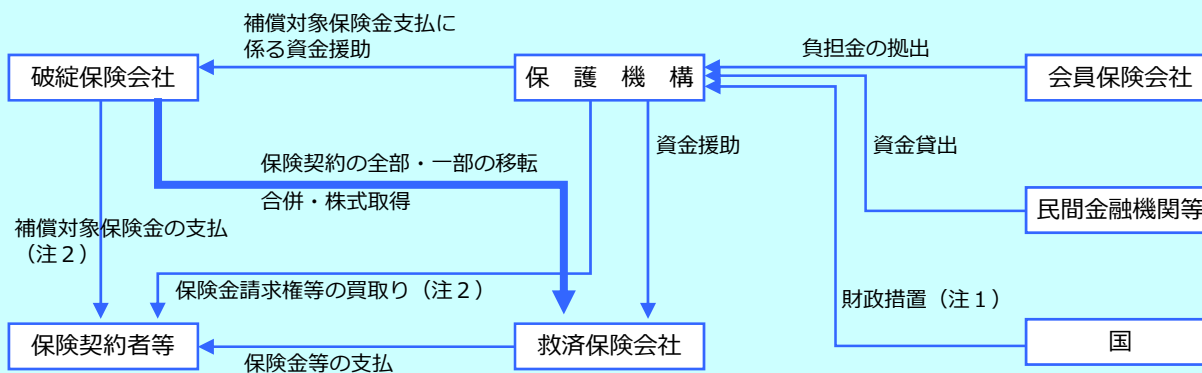 補償対象保険金支払に
係る資金援助
負担金の拠出
破綻保険会社
保 護 機 構
会員保険会社
資金援助
資金貸出
保険契約の全部・一部の移転
合併・株式取得
補償対象保険金の支払
（注２）
民間金融機関等
保険金請求権等の買取り（注２）
財政措置（注１）
保険契約者等
救済保険会社
国
保険金等の支払